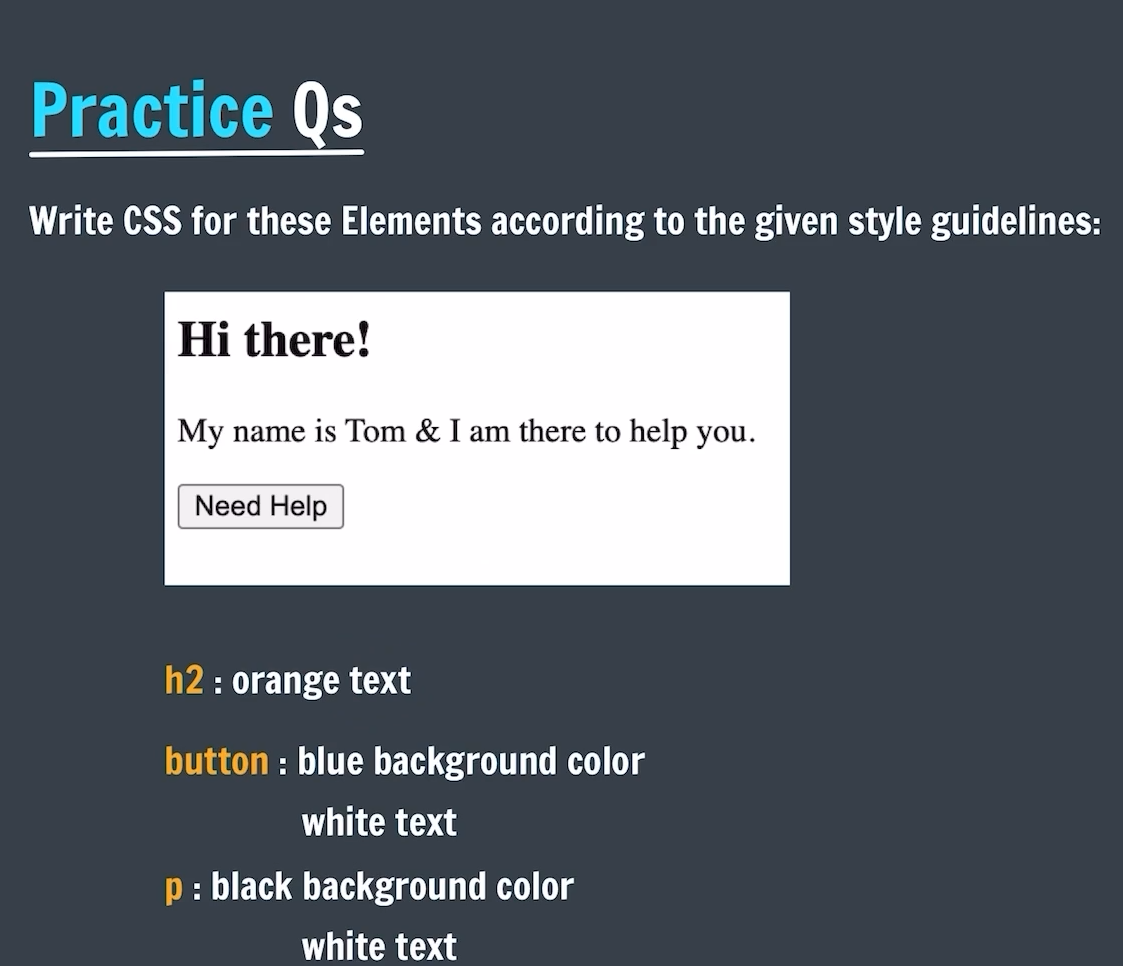 Practice Qs
Write CSS for these Elements according to the given style guidelines:
Hi there!
My name is Tom & I am there to help you.
Need Help
h2 : orange text
button : blue background color
white text
p : black background color
white text